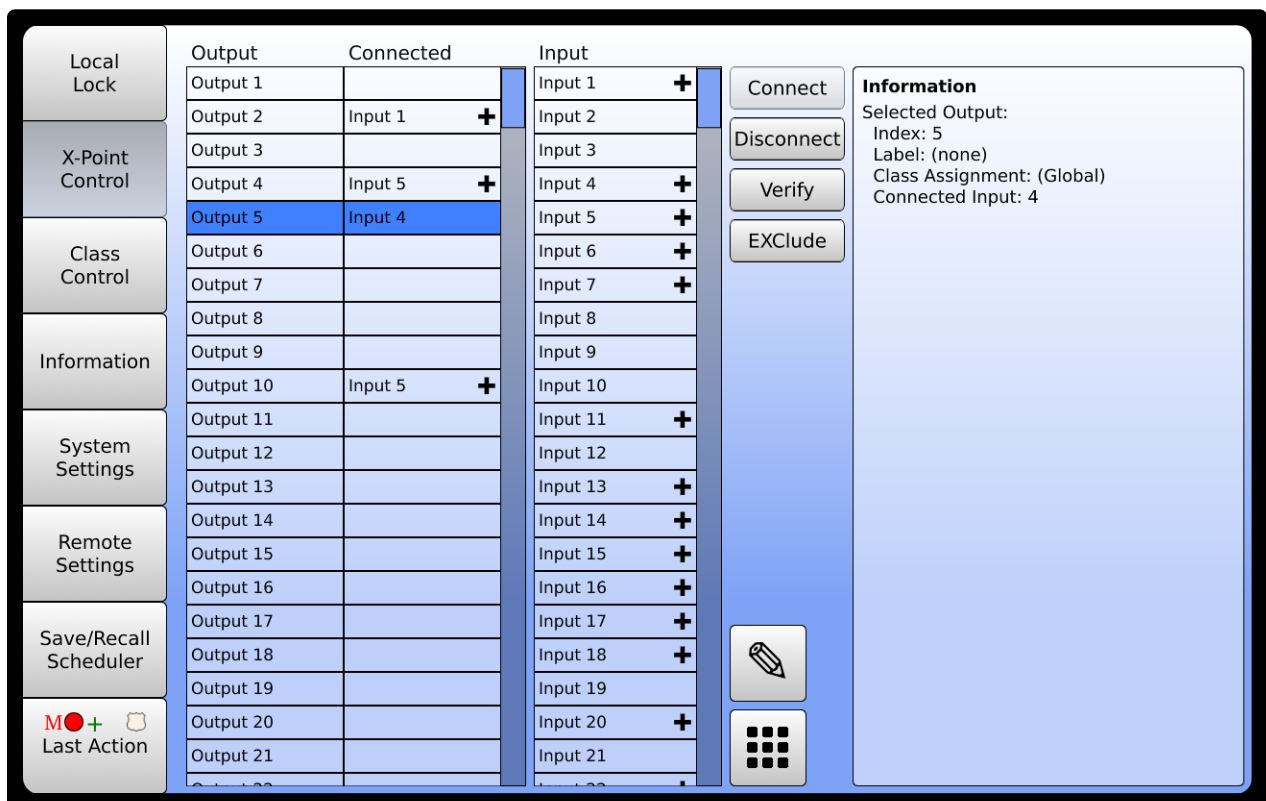 Local
Lock
X-Point
Control
Class
Control
Information
System
Settings
Remote
Settings
Save/Recall
Scheduler
M +
Last Action
Output Connected Input
Output 1 Input 1 +
Output 2 Input 1 + Input 2
Output 3 Input 3
Output 4 Input 5 + Input 4 +
Output 5 Input 4 Input 5 +
Output 6 Input 6 +
Output 7 Input 7 +
Output 8 Input 8
Output 9 Input 9
Output 10 Input 5 + Input 10
Output 11 Input 11 +
Output 12 Input 12
Output 13 Input 13 +
Output 14 Input 14 +
Output 15 Input 15 +
Output 16 Input 16 +
Output 17 Input 17 +
Output 18 Input 18 +
Output 19 Input 19
Output 20 Input 20 +
Output 21 Input 21
Connect
Disconnect
Verify
EXClude
Information
Selected Output:
Index: 5
Label: (none)
Class Assignment: (Global)
Connected Input: 4